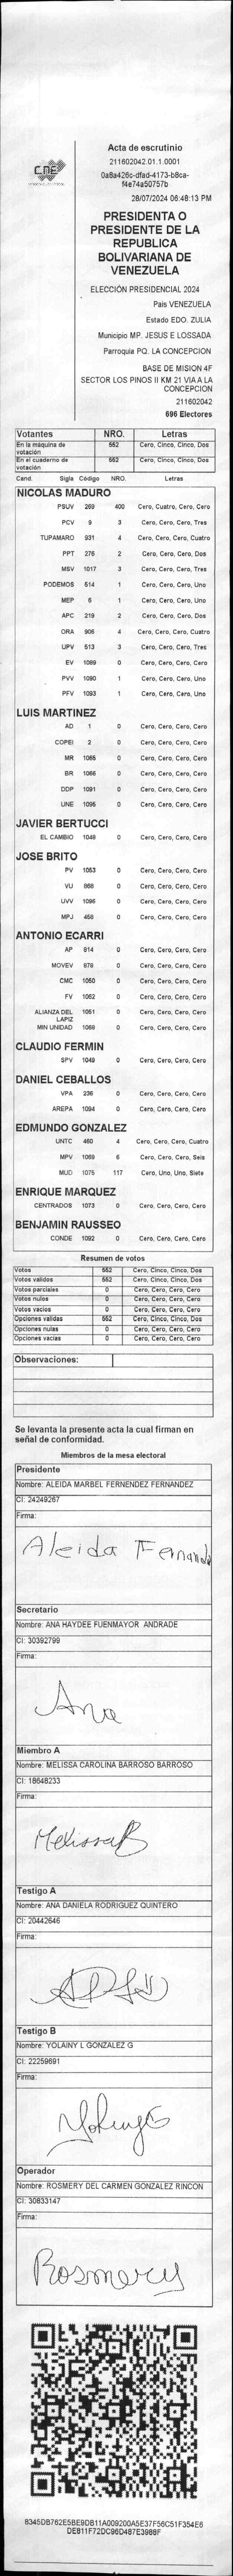 CNE
Acta de escrutinio
211602042.01.1.0001
0a8a426c-dfad-4173-b8ca-
f4e74a50757b
28/07/2024 06:48:13 PM
PRESIDENTA O
PRESIDENTE DE LA
REPUBLICA
BOLIVARIANA DE
VENEZUELA
ELECCIÓN PRESIDENCIAL 2024
País VENEZUELA
Estado EDO. ZULIA
Municipio MP. JESUS E LOSSADA
Parroquia PQ. LA CONCEPCION
BASE DE MISION 4F
SECTOR LOS PINOS II KM 21 VIA A LA
CONCEPCION
211602042
696 Electores
Votantes NRO. Letras
En la máquina de votación 552 Cero, Cinco, Cinco, Dos
En el cuaderno de votación 552 Cero, Cinco, Cinco, Dos
Cand. Sigla Código NRO. Letras
NICOLAS MADURO
PSUV 269 400 Cero, Cuatro, Cero, Cero
PCV 9 3 Cero, Cero, Cero, Tres
TUPAMARO 931 4 Cero, Cero, Cero, Cuatro
PPT 276 2 Cero, Cero, Cero, Dos
MSV 1017 3 Cero, Cero, Cero, Tres
PODEMOS 514 1 Cero, Cero, Cero, Uno
MEP 6 1 Cero, Cero, Cero, Uno
APC 219 2 Cero, Cero, Cero, Dos
ORA 906 4 Cero, Cero, Cero, Cuatro
UPV 513 3 Cero, Cero, Cero, Tres
EV 1089 0 Cero, Cero, Cero, Cero
PVV 1090 1 Cero, Cero, Cero, Uno
PFV 1093 1 Cero, Cero, Cero, Uno
LUIS MARTINEZ
AD 1 0 Cero, Cero, Cero, Cero
COPEI 2 0 Cero, Cero, Cero, Cero
MR 1065 0 Cero, Cero, Cero, Cero
BR 1066 0 Cero, Cero, Cero, Cero
DDP 1091 0 Cero, Cero, Cero, Cero
UNE 1095 0 Cero, Cero, Cero, Cero
JAVIER BERTUCCI
EL CAMBIO 1048 0 Cero, Cero, Cero, Cero
JOSE BRITO
PV 1053 0 Cero, Cero, Cero, Cero
VU 868 0 Cero, Cero, Cero, Cero
UVV 1096 0 Cero, Cero, Cero, Cero
MPJ 458 0 Cero, Cero, Cero, Cero
ANTONIO ECARRI
AP 914 0 Cero, Cero, Cero, Cero
MOVEV 978 0 Cero, Cero, Cero, Cero
CMC 1050 0 Cero, Cero, Cero, Cero
FV 1052 0 Cero, Cero, Cero, Cero
ALIANZA DEL LAPIZ 1051 0 Cero, Cero, Cero, Cero
MIN UNIDAD 1058 0 Cero, Cero, Cero, Cero
CLAUDIO FERMIN
SPV 1049 0 Cero, Cero, Cero, Cero
DANIEL CEBALLOS
VPA 236 0 Cero, Cero, Cero, Cero
AREPA 1094 0 Cero, Cero, Cero, Cero
EDMUNDO GONZALEZ
UNTC 460 4 Cero, Cero, Cero, Cuatro
MPV 1069 6 Cero, Cero, Cero, Seis
MUD 1075 117 Cero, Uno, Uno, Siete
ENRIQUE MARQUEZ
CENTRADOS 1073 0 Cero, Cero, Cero, Cero
BENJAMIN RAUSSEO
CONDE 1092 0 Cero, Cero, Cero, Cero
Resumen de votos
Votos 552 Cero, Cinco, Cinco, Dos
Votos válidos 552 Cero, Cinco, Cinco, Dos
Votos parciales 0 Cero, Cero, Cero, Cero
Votos nulos 0 Cero, Cero, Cero, Cero
Votos vacíos 0 Cero, Cero, Cero, Cero
Opciones válidas 552 Cero, Cinco, Cinco, Dos
Opciones nulas 0 Cero, Cero, Cero, Cero
Opciones vacías 0 Cero, Cero, Cero, Cero
Observaciones:
Se levanta la presente acta la cual firman en
señal de conformidad.
Miembros de la mesa electoral
Presidente
Nombre: ALEIDA MARBEL FERNENDEZ FERNANDEZ
CI: 24249267
Firma:
Aleida Fernand
Secretario
Nombre: ANA HAYDEE FUENMAYOR ANDRADE
CI: 30392799
Firma:
Ana
Miembro A
Nombre: MELISSA CAROLINA BARROSO BARROSO
CI: 18648233
Firma:
Melissa B
Testigo A
Nombre: ANA DANIELA RODRIGUEZ QUINTERO
CI: 20442646
Firma:
Testigo B
Nombre: YOLAINY L GONZALEZ G
CI: 22259691
Firma:
Operador
Nombre: ROSMERY DEL CARMEN GONZALEZ RINCON
CI: 30833147
Firma:
Rosmery
8345DB762E5BE9DB11A009200A5E37F56C51F354E6
DE811F72DC96D487E3988F